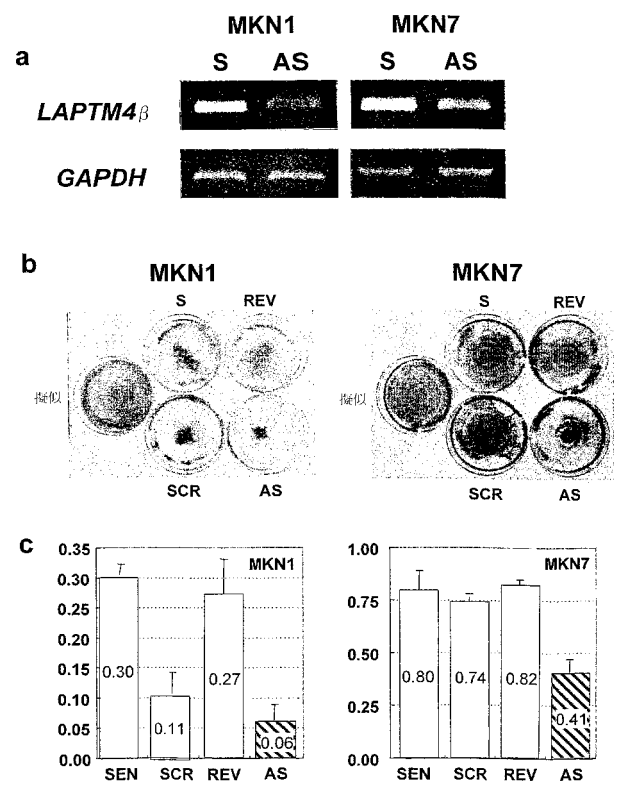 MKN1 MKN7
a S AS S AS
LAPTM4β
GAPDH
b MKN1 MKN7
S REV S REV
擬似 擬似
SCR AS SCR AS
c
0.35 MKN1 1.00 MKN7
0.30
0.25 0.75
0.20
0.15 0.50
0.10
0.05 0.25
0.00 0.00
0.30 0.11 0.27 0.06 0.80 0.74 0.82 0.41
SEN SCR REV AS SEN SCR REV AS